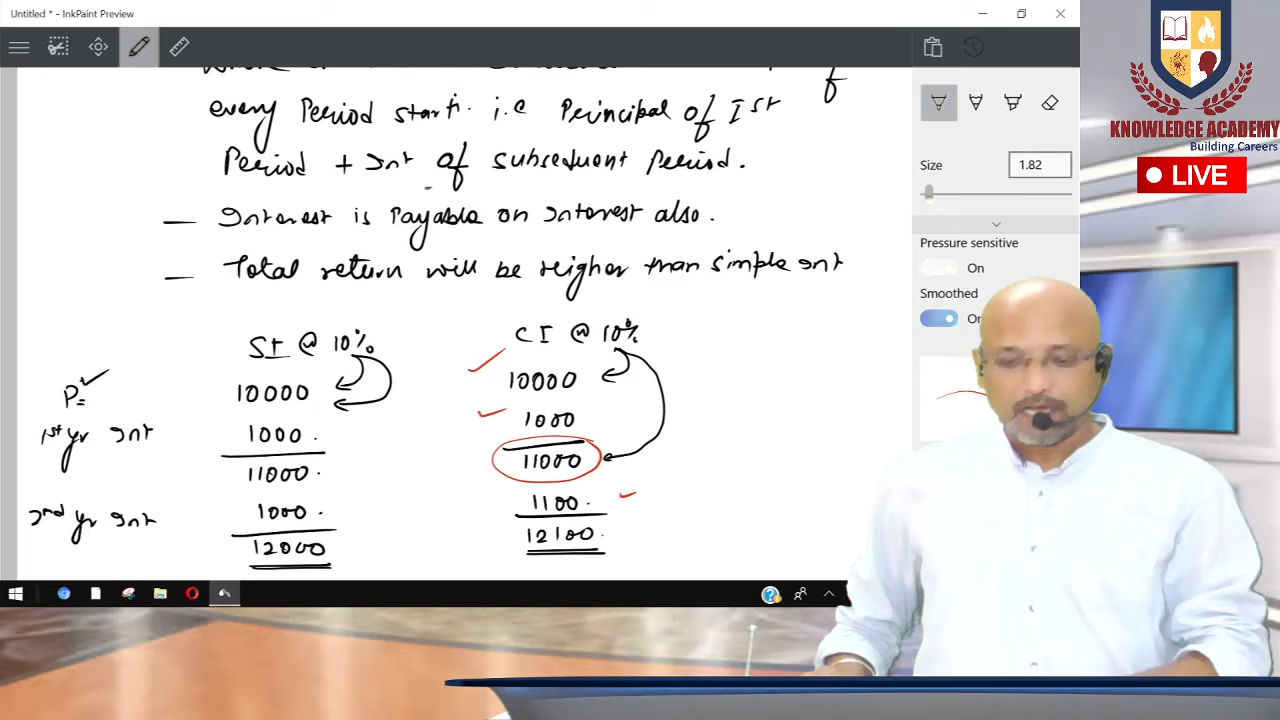 Untitled * - InkPaint Preview
every Period start. i.e Principal of Ist
Period + Int of subsequent Period.
— Interest is Payable on Interest also.
— Total return will be Heigher than simple Int
SI @ 10%
CI @ 10%
P=
10000
10000
1st yr Int
1000
1000
11000
11000
2nd yr Int
1000
1100
12000
12100
Size
1.82
Pressure sensitive
On
Smoothed
KNOWLEDGE ACADEMY
Building Careers
LIVE